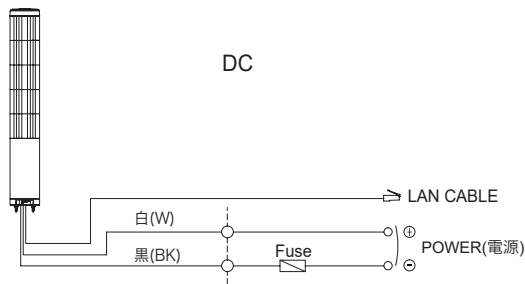 DC
LAN CABLE
白(W)
POWER(電源)
黒(BK)
Fuse